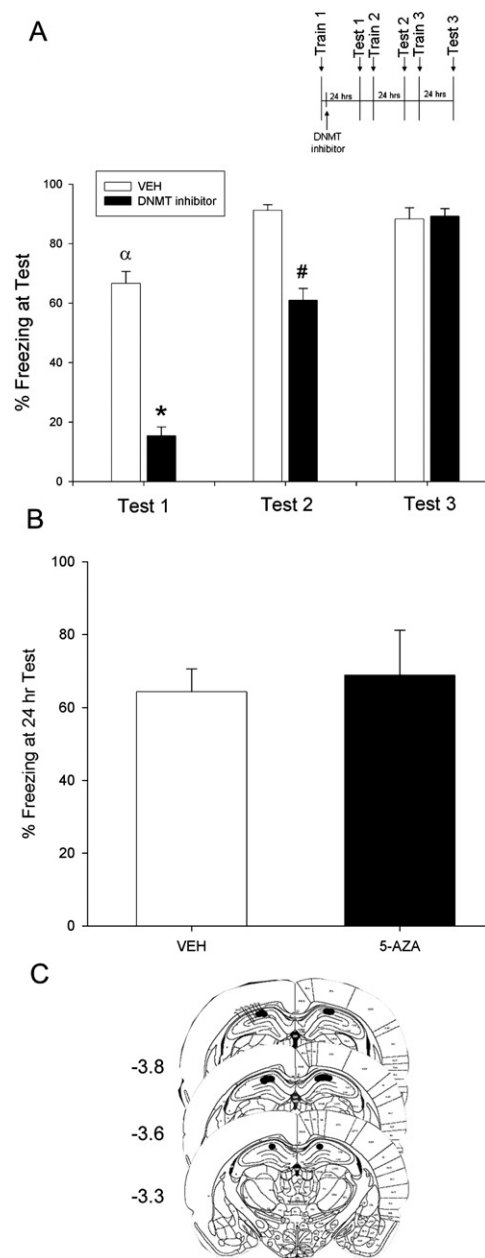 A
Train 1
Test 1
Train 2
Test 2
Train 3
Test 3
24 hrs
24 hrs
24 hrs
DNMT
inhibitor
VEH
DNMT inhibitor
% Freezing at Test
100
80
60
40
20
0
α
*
#
Test 1
Test 2
Test 3
B
% Freezing at 24 hr Test
100
80
60
40
20
0
VEH
5-AZA
C
-3.8
-3.6
-3.3